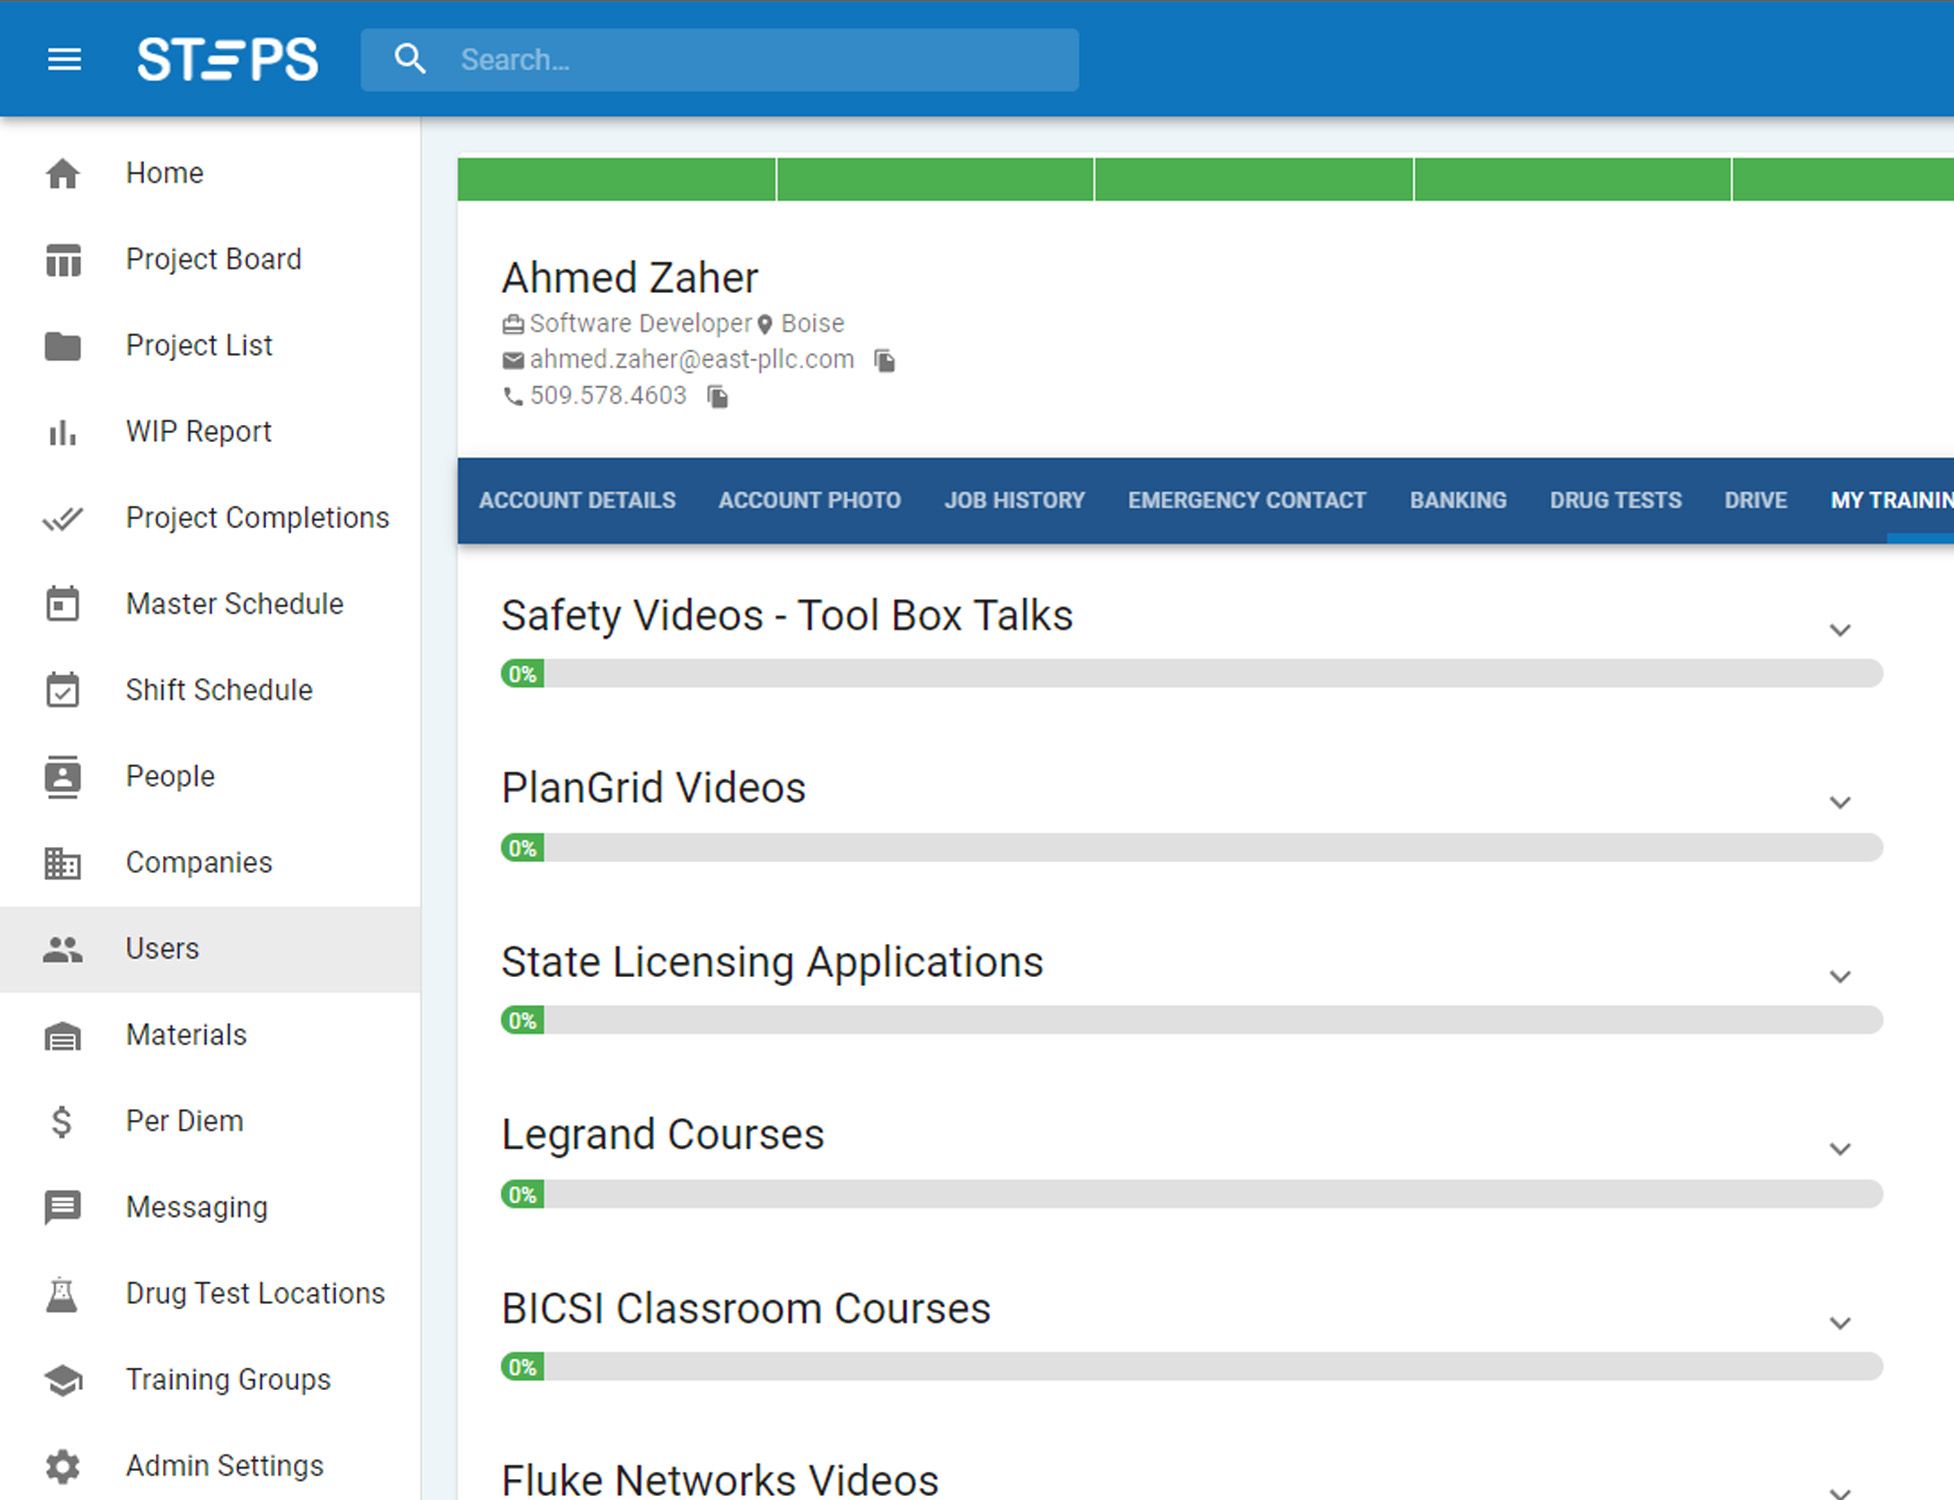 STEPS
Search...
Home
Project Board
Project List
WIP Report
Project Completions
Master Schedule
Shift Schedule
People
Companies
Users
Materials
Per Diem
Messaging
Drug Test Locations
Training Groups
Admin Settings
Ahmed Zaher
Software Developer Boise
ahmed.zaher@east-pllc.com
509.578.4603
ACCOUNT DETAILS ACCOUNT PHOTO JOB HISTORY EMERGENCY CONTACT BANKING DRUG TESTS DRIVE MY TRAININ
Safety Videos - Tool Box Talks
0%
PlanGrid Videos
0%
State Licensing Applications
0%
Legrand Courses
0%
BICSI Classroom Courses
0%
Fluke Networks Videos